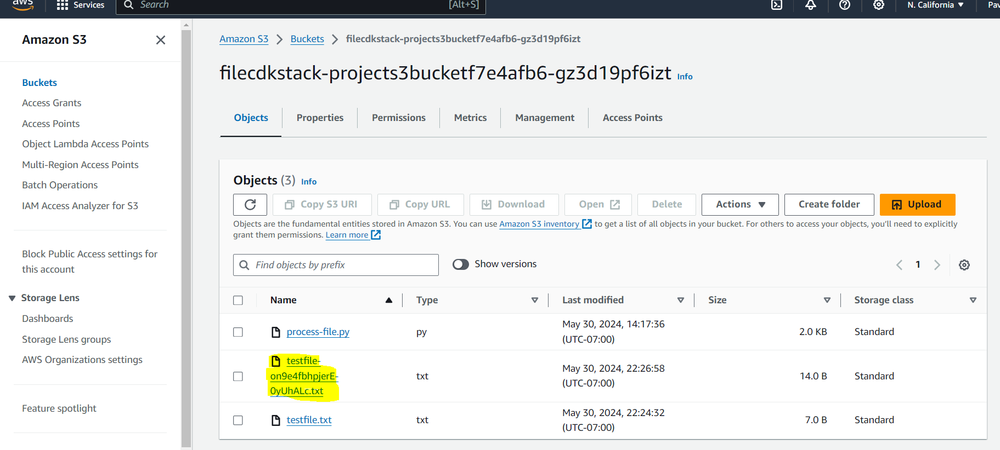 aws
Services
Search
[Alt+S]
N. California
Pav
Amazon S3
Buckets
Access Grants
Access Points
Object Lambda Access Points
Multi-Region Access Points
Batch Operations
IAM Access Analyzer for S3
Block Public Access settings for
this account
Storage Lens
Dashboards
Storage Lens groups
AWS Organizations settings
Feature spotlight
Amazon S3 > Buckets > filecdkstack-projects3bucketf7e4afb6-gz3d19pf6izt
filecdkstack-projects3bucketf7e4afb6-gz3d19pf6izt Info
Objects Properties Permissions Metrics Management Access Points
Objects (3) Info
Copy S3 URI Copy URL Download Open Delete Actions Create folder Upload
Objects are the fundamental entities stored in Amazon S3. You can use Amazon S3 inventory to get a list of all objects in your bucket. For others to access your objects, you'll need to explicitly
grant them permissions. Learn more
Find objects by prefix
Show versions
1
Name Type Last modified Size Storage class
process-file.py py May 30, 2024, 14:17:36
(UTC-07:00) 2.0 KB Standard
testfile-
on9e4fbhpjerE-
0yUhALc.txt txt May 30, 2024, 22:26:58
(UTC-07:00) 14.0 B Standard
testfile.txt txt May 30, 2024, 22:24:32
(UTC-07:00) 7.0 B Standard